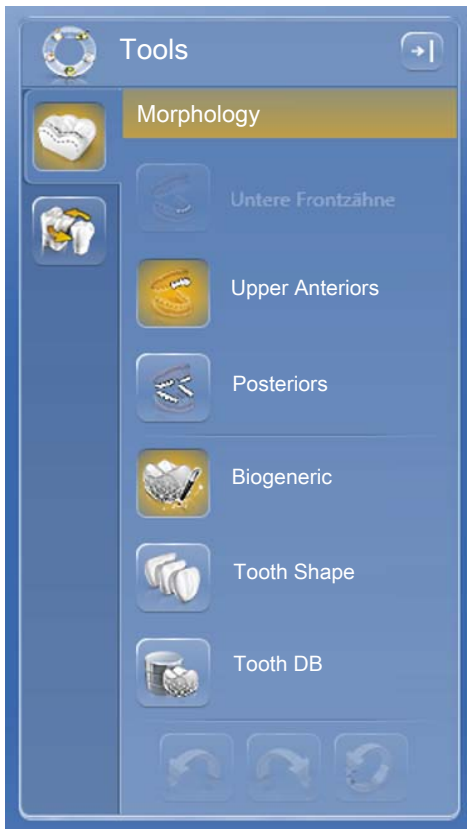 Tools
Morphology
Untere Frontzähne
Upper Anteriors
Posteriors
Biogeneric
Tooth Shape
Tooth DB